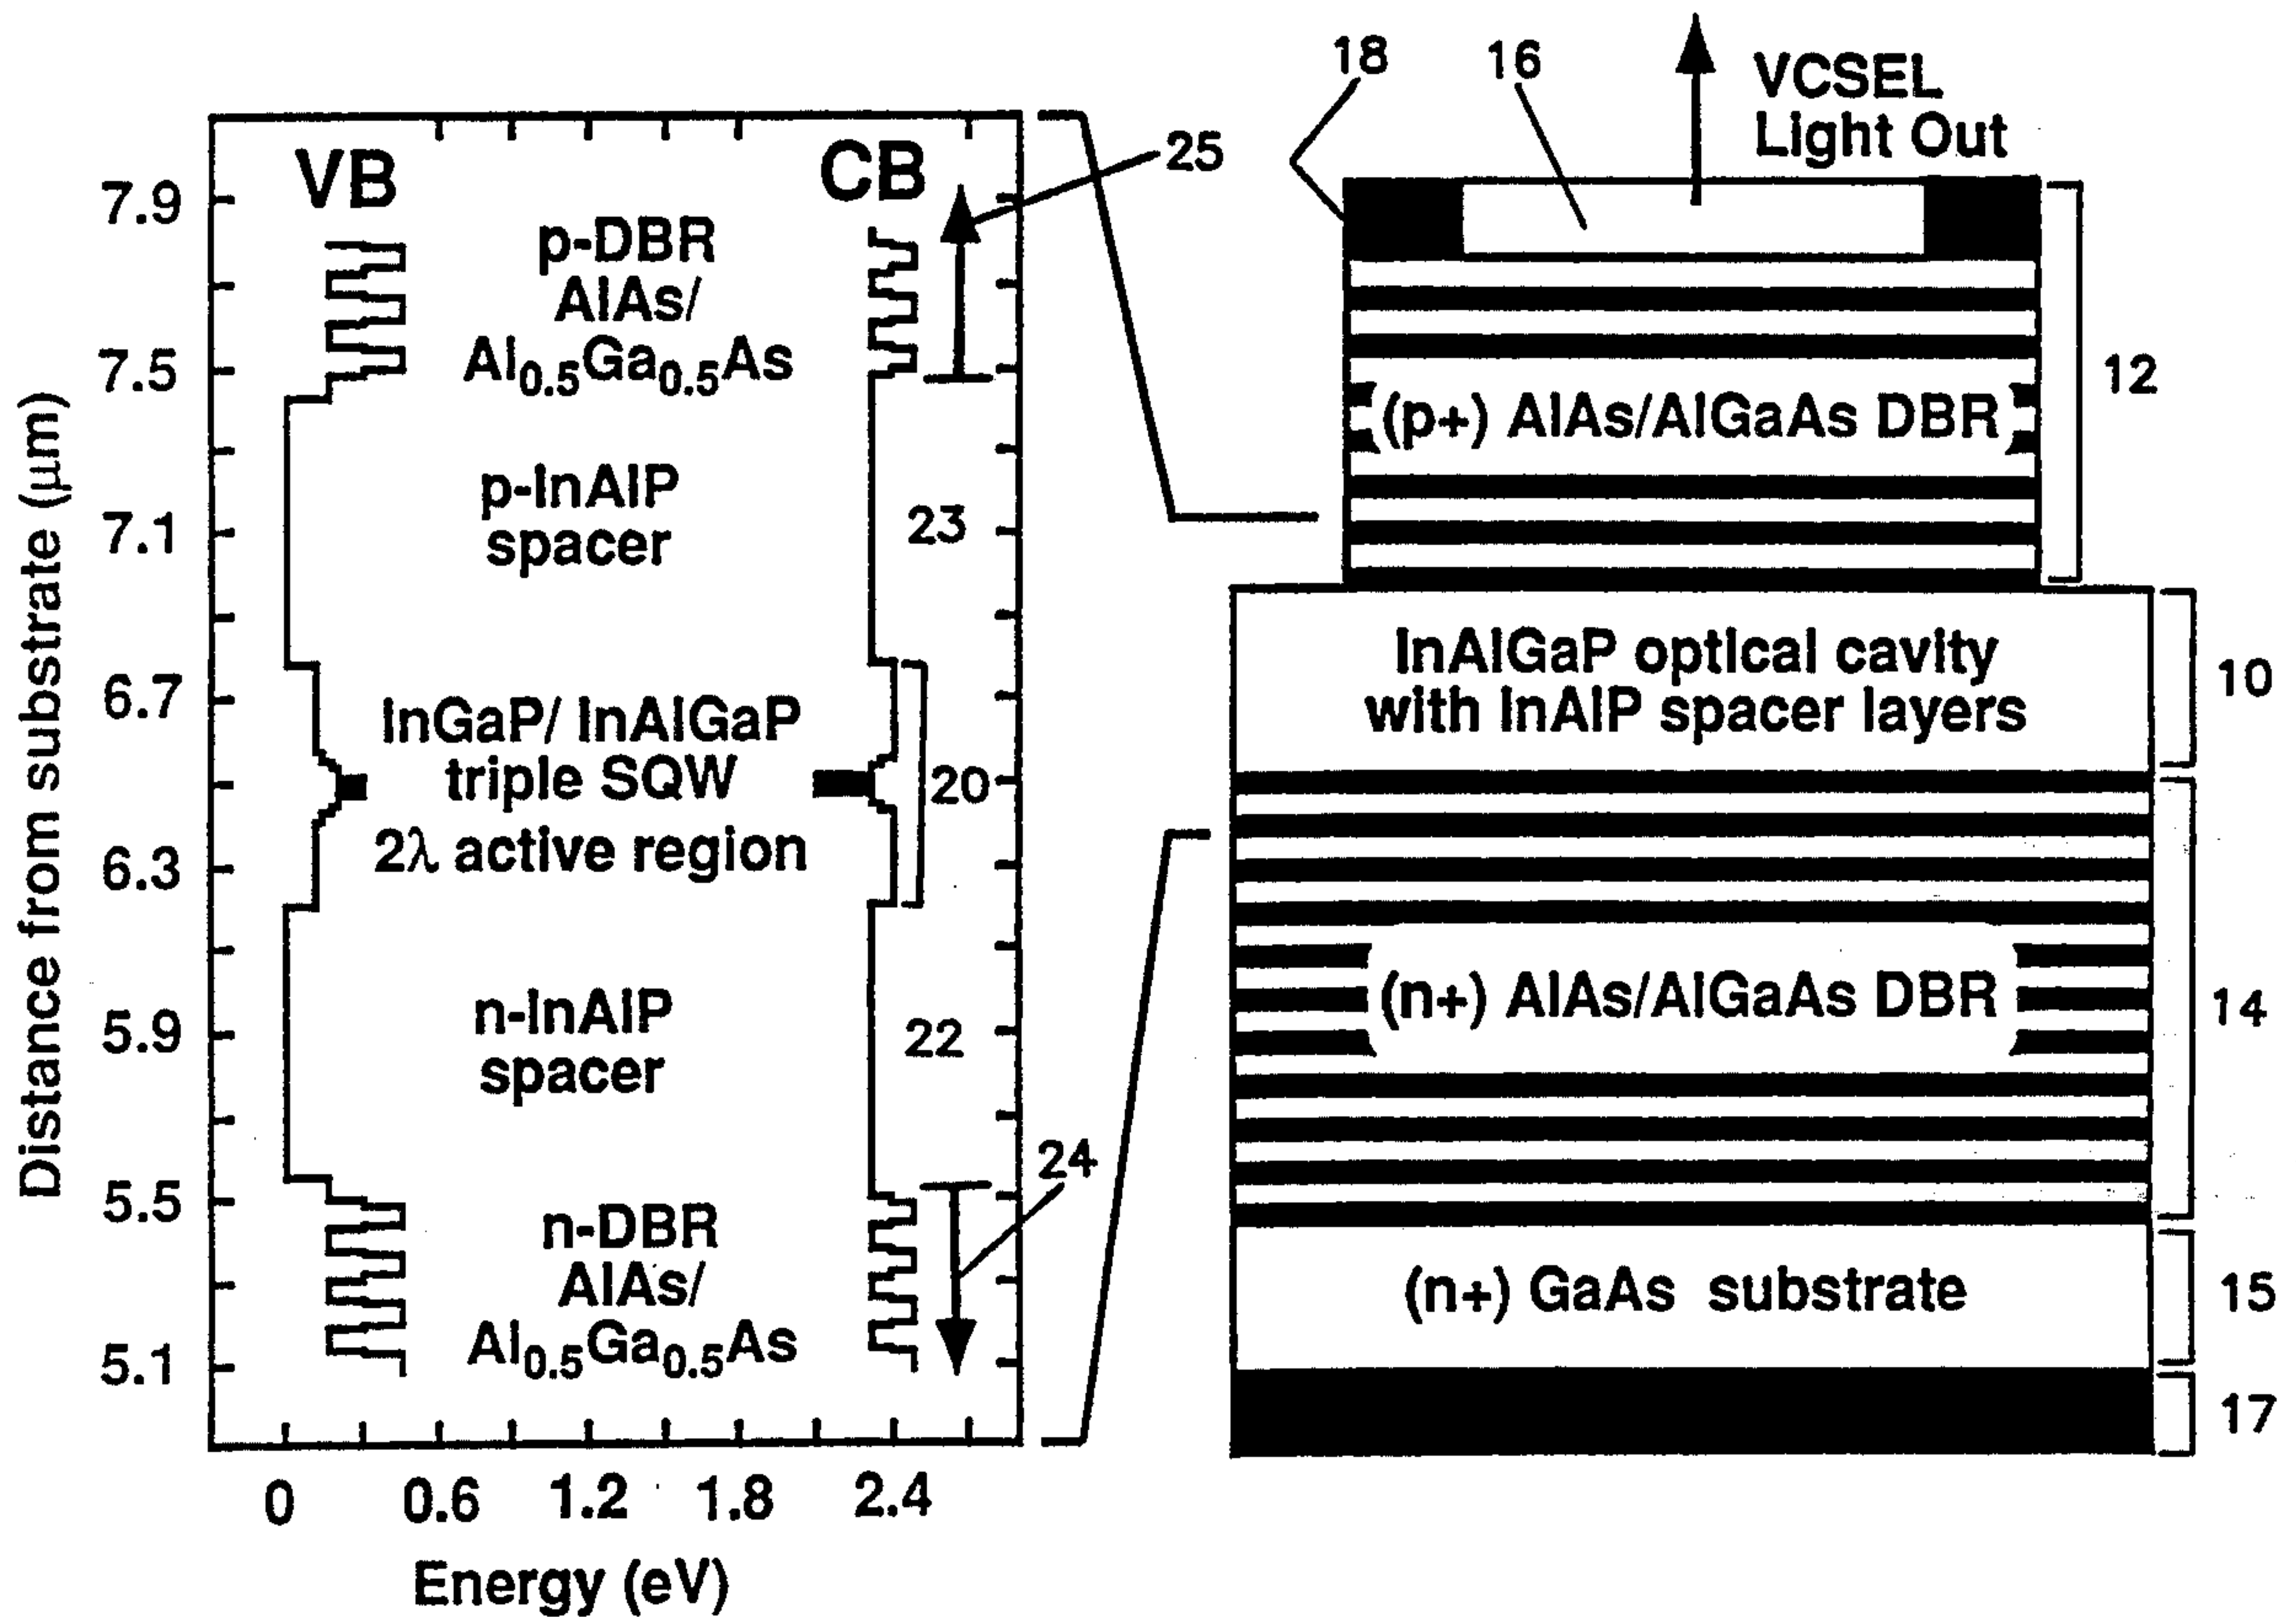 18
16
VCSEL
Light Out
VB
CB
25
7.9
p-DBR
AlAs/
Al0.5Ga0.5As
7.5
12
(p+) AlAs/AlGaAs DBR
p-InAlP
spacer
23
7.1
InAlGaP optical cavity
with InAlP spacer layers
10
6.7
InGaP/ InAlGaP
triple SQW
2λ active region
20
6.3
Distance from substrate (μm)
5.9
n-InAlP
spacer
22
(n+) AlAs/AlGaAs DBR
14
24
5.5
n-DBR
AlAs/
Al0.5Ga0.5As
5.1
(n+) GaAs substrate
15
17
0 0.6 1.2 1.8 2.4
Energy (eV)